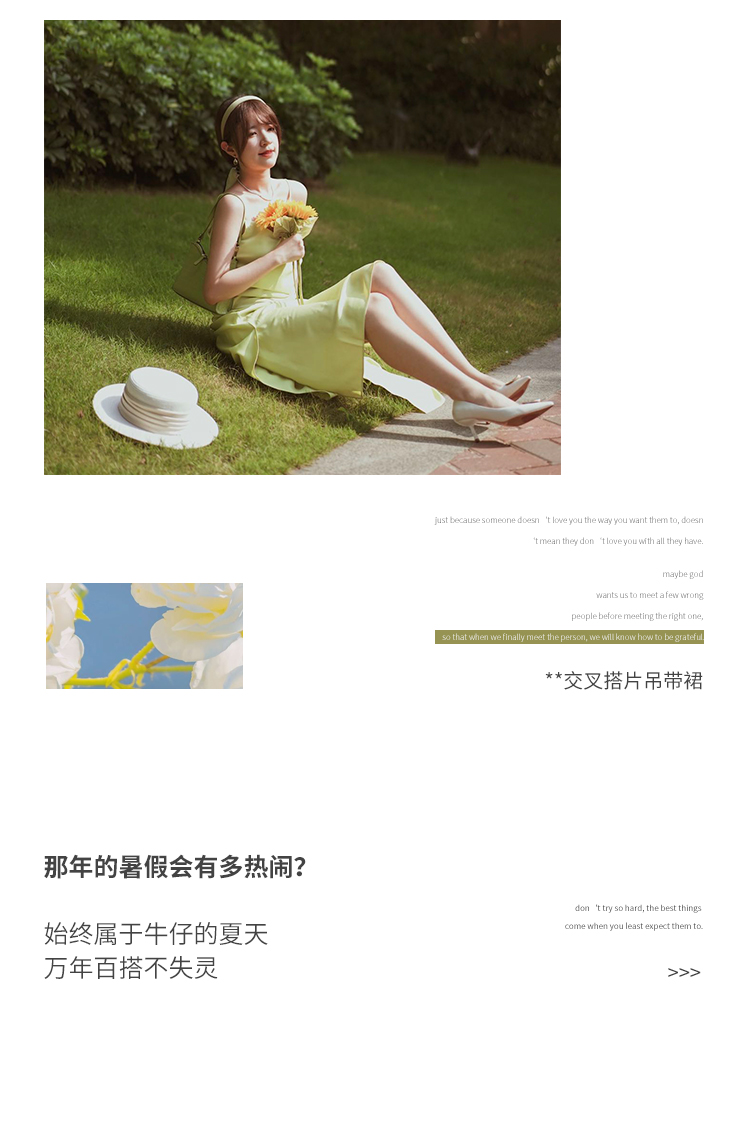 just because someone doesn 't love you the way you want them to, doesn
't mean they don 't love you with all they have.
maybe god
wants us to meet a few wrong
people before meeting the right one,
so that when we finally meet the person, we will know how to be grateful.
**交叉搭片吊带裙
那年的暑假会有多热闹?
始终属于牛仔的夏天
万年百搭不失灵
don 't try so hard, the best things
come when you least expect them to.
>>>